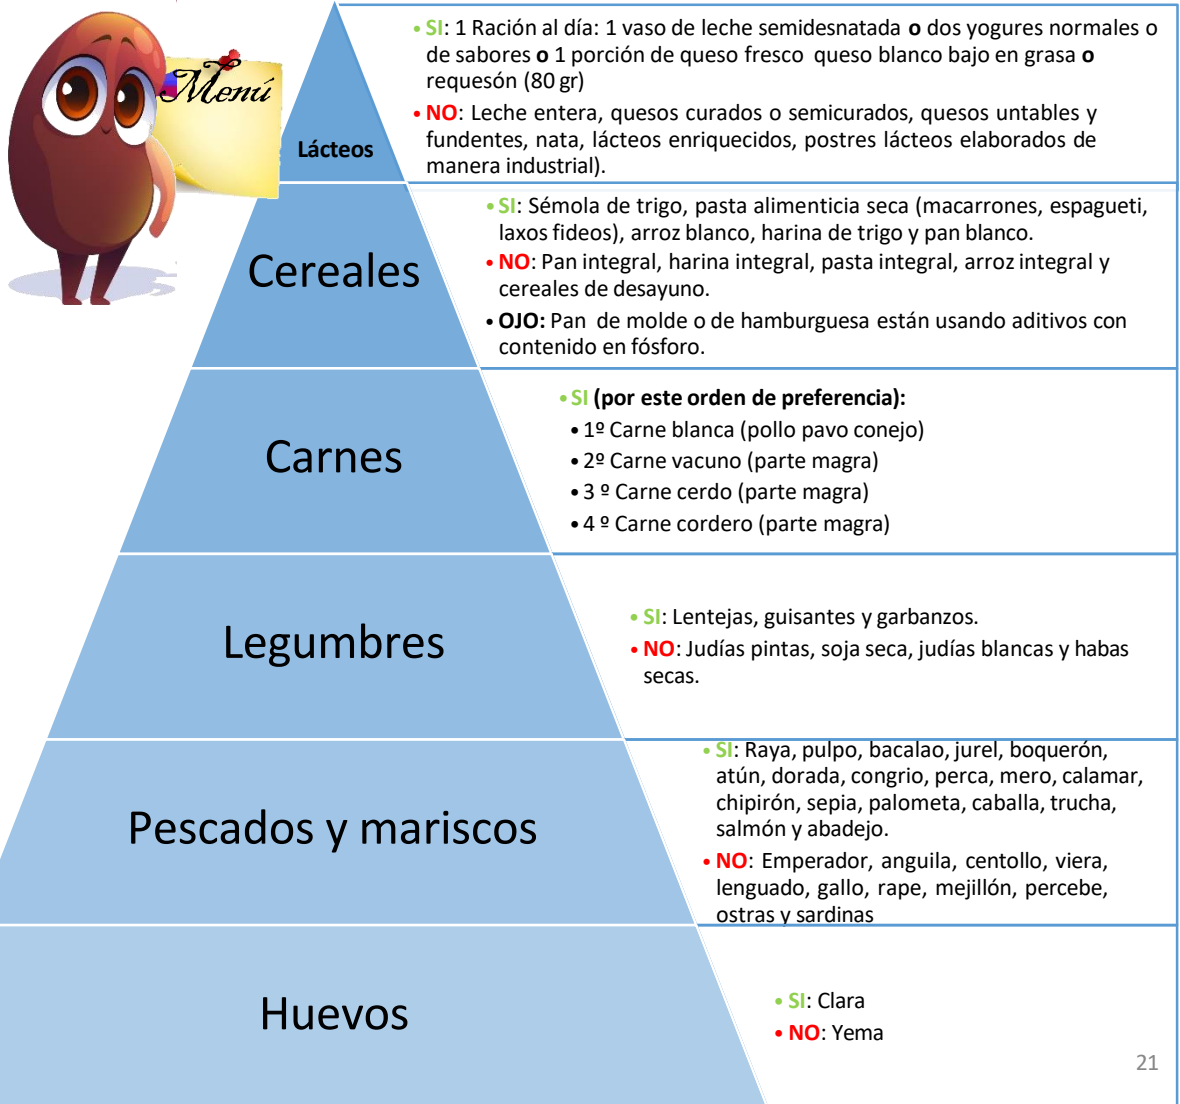 Menú
Lácteos
• SI: 1 Ración al día: 1 vaso de leche semidesnatada o dos yogures normales o
de sabores o 1 porción de queso fresco queso blanco bajo en grasa o
requesón (80 gr)
• NO: Leche entera, quesos curados o semicurados, quesos untables y
fundentes, nata, lácteos enriquecidos, postres lácteos elaborados de
manera industrial).
Cereales
• SI: Sémola de trigo, pasta alimenticia seca (macarrones, espagueti,
laxos fideos), arroz blanco, harina de trigo y pan blanco.
• NO: Pan integral, harina integral, pasta integral, arroz integral y
cereales de desayuno.
• OJO: Pan de molde o de hamburguesa están usando aditivos con
contenido en fósforo.
Carnes
• SI (por este orden de preferencia):
• 1º Carne blanca (pollo pavo conejo)
• 2º Carne vacuno (parte magra)
• 3 º Carne cerdo (parte magra)
• 4 º Carne cordero (parte magra)
Legumbres
• SI: Lentejas, guisantes y garbanzos.
• NO: Judías pintas, soja seca, judías blancas y habas
secas.
Pescados y mariscos
• SI: Raya, pulpo, bacalao, jurel, boquerón,
atún, dorada, congrio, perca, mero, calamar,
chipirón, sepia, palometa, caballa, trucha,
salmón y abadejo.
• NO: Emperador, anguila, centollo, viera,
lenguado, gallo, rape, mejillón, percebe,
ostras y sardinas
Huevos
• SI: Clara
• NO: Yema
21